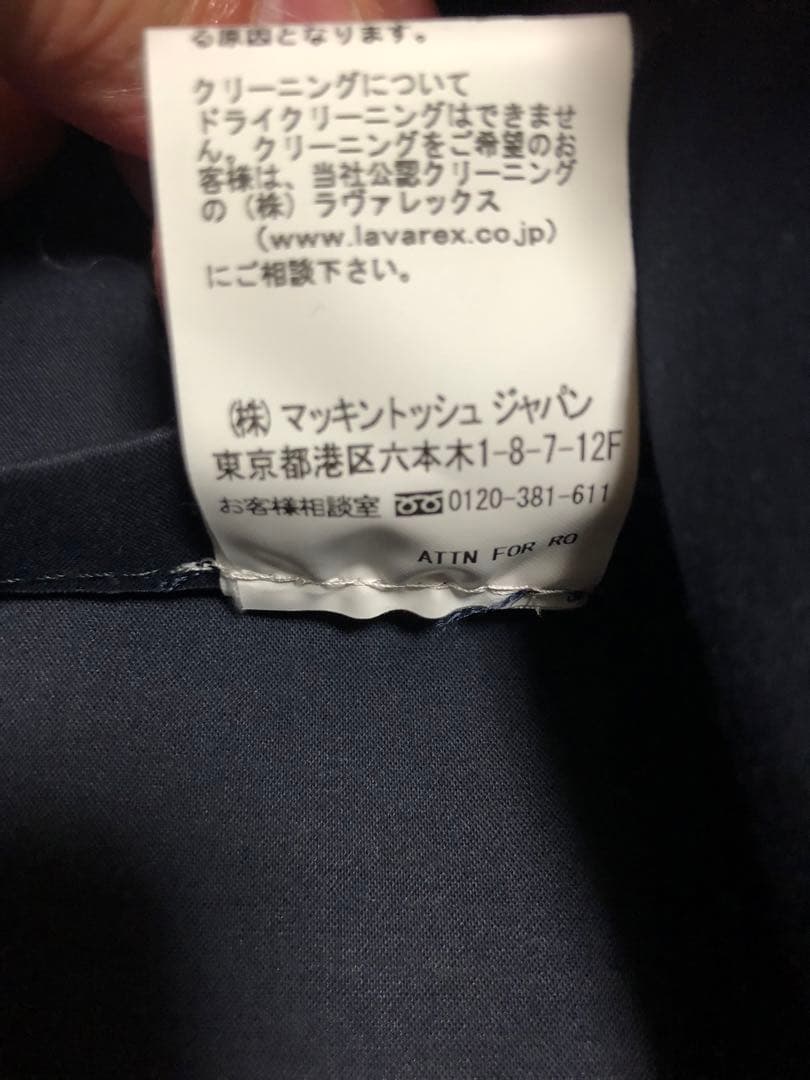 る原因となります。
クリーニングについて
ドライクリーニングはできませ
ん。クリーニングをご希望のお
客様は、当社公認クリーニング
の(株)ラヴァレックス
(www.lavarex.co.jp)
にご相談下さい。
(株)マッキントッシュ ジャパン
東京都港区六本木1-8-7-12F
お客様相談室 0120-381-611
ATTN FOR RO